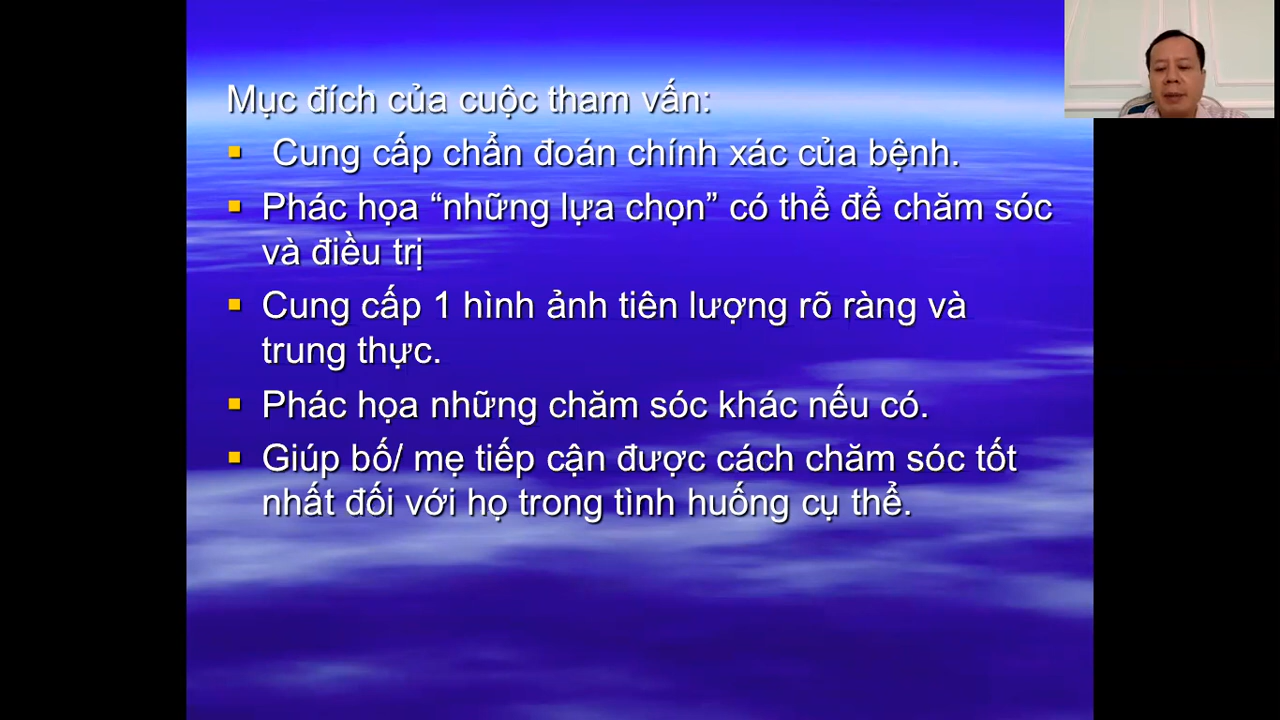 Mục đích của cuộc tham vấn:
Cung cấp chẩn đoán chính xác của bệnh.
Phác họa “những lựa chọn” có thể để chăm sóc
và điều trị
Cung cấp 1 hình ảnh tiên lượng rõ ràng và
trung thực.
Phác họa những chăm sóc khác nếu có.
Giúp bố/ mẹ tiếp cận được cách chăm sóc tốt
nhất đối với họ trong tình huống cụ thể.